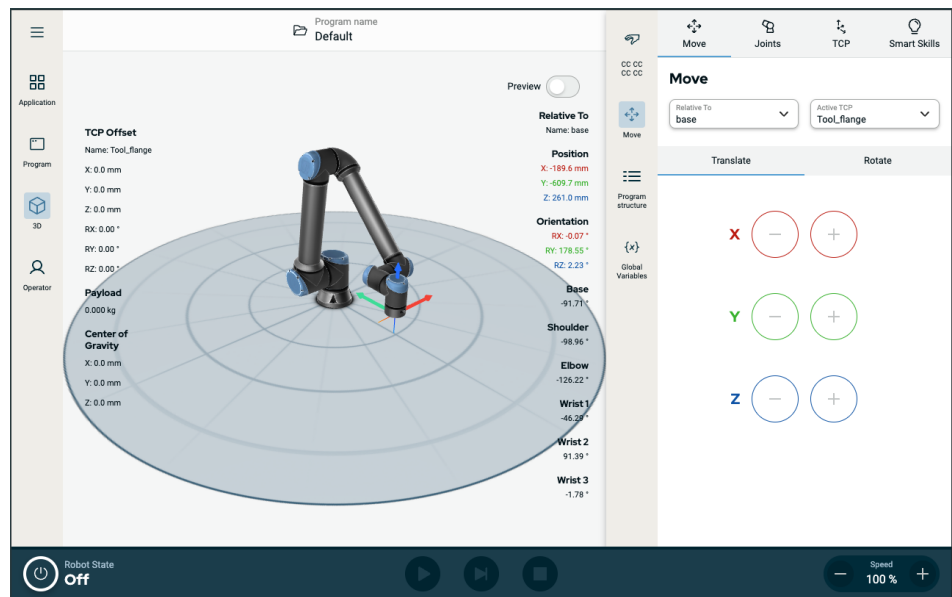 Program name
Default
Application
Program
3D
Operator
Preview
TCP Offset
Name: Tool_flange
X: 0.0 mm
Y: 0.0 mm
Z: 0.0 mm
RX: 0.00 °
RY: 0.00 °
RZ: 0.00 °
Payload
0.000 kg
Center of
Gravity
X: 0.0 mm
Y: 0.0 mm
Z: 0.0 mm
Relative To
Name: base
Position
X: -189.6 mm
Y: -609.7 mm
Z: 261.0 mm
Orientation
RX: -0.07 °
RY: 178.55 °
RZ: 2.23 °
Base
-91.71 °
Shoulder
-98.96 °
Elbow
-126.22 °
Wrist 1
-46.29 °
Wrist 2
91.39 °
Wrist 3
-1.78 °
CC CC
CC CC
Move
Program
structure
{x}
Global
Variables
Move
Joints
TCP
Smart Skills
Move
Relative To
base
Active TCP
Tool_flange
Translate
Rotate
X − +
Y − +
Z − +
Robot State
Off
Speed
− 100 % +